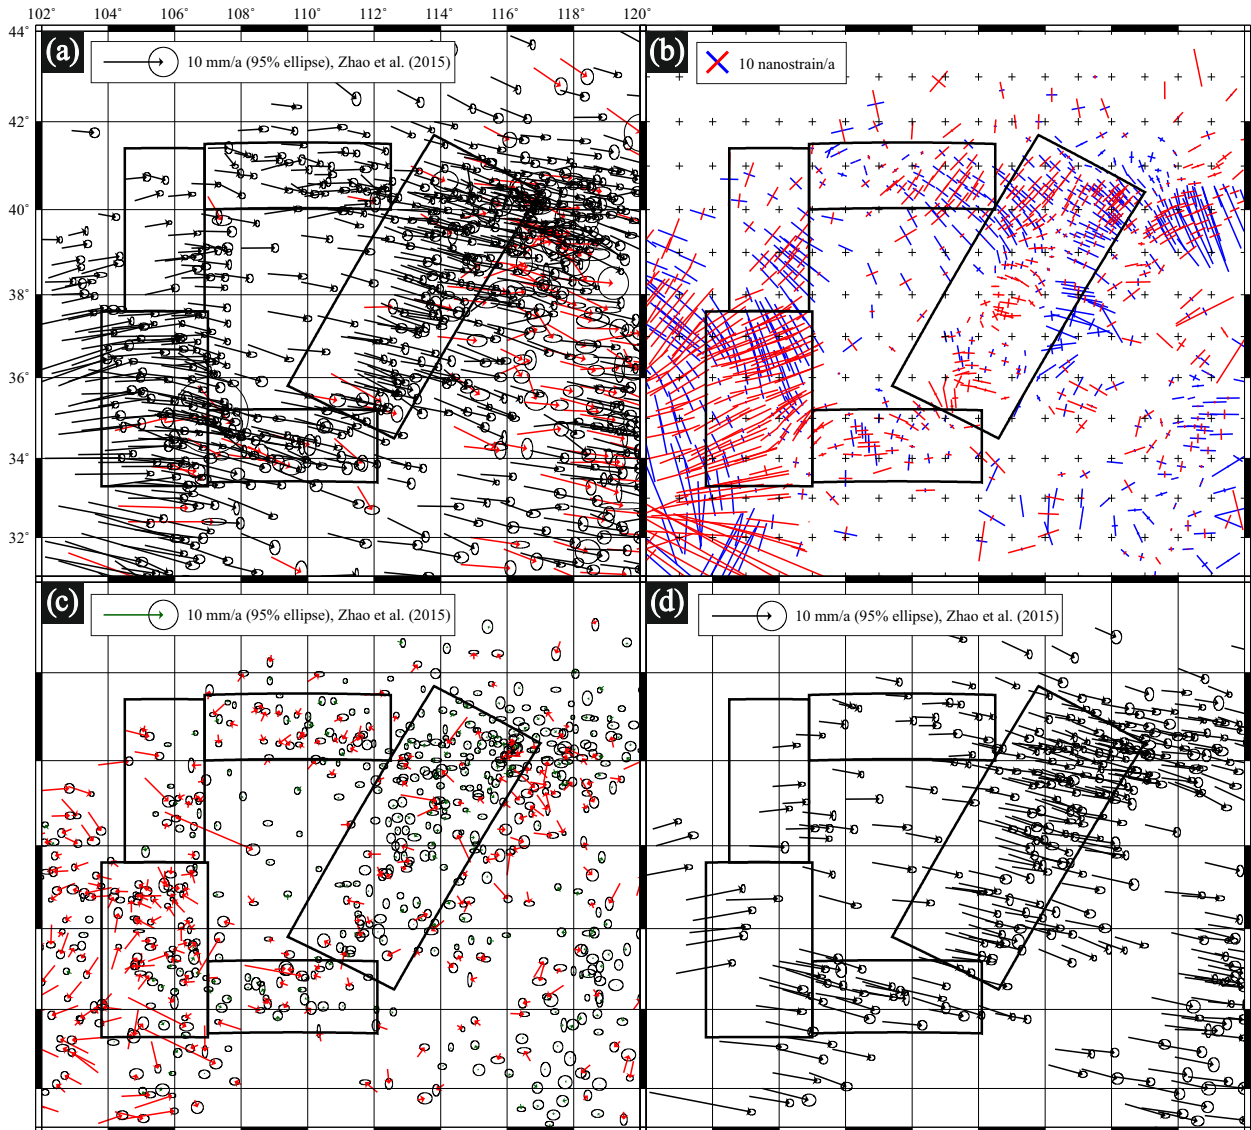 102° 104° 106° 108° 110° 112° 114° 116° 118° 120°
44°
42°
40°
38°
36°
34°
32°
(a)
10 mm/a (95% ellipse), Zhao et al. (2015)
(b)
10 nanostrain/a
(c)
10 mm/a (95% ellipse), Zhao et al. (2015)
(d)
10 mm/a (95% ellipse), Zhao et al. (2015)